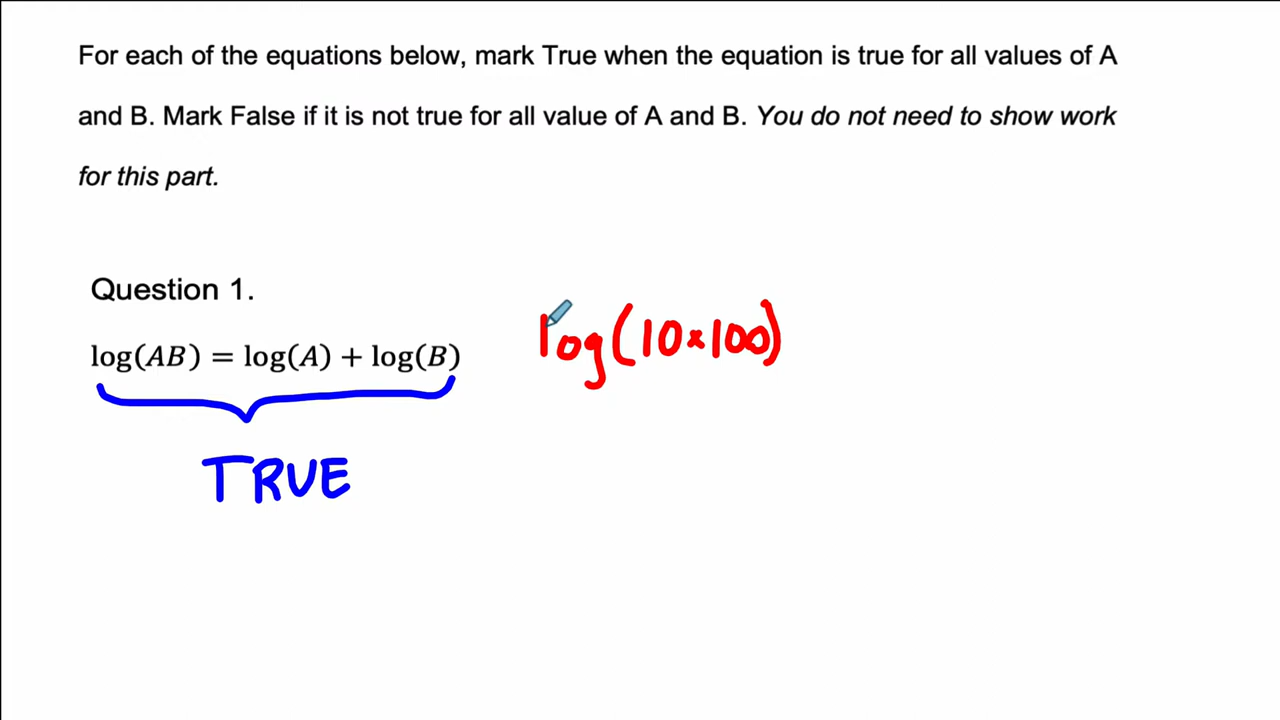 For each of the equations below, mark True when the equation is true for all values of A
and B. Mark False if it is not true for all value of A and B. You do not need to show work
for this part.
Question 1.
log(AB) = log(A) + log(B)
log(10×100)
TRUE